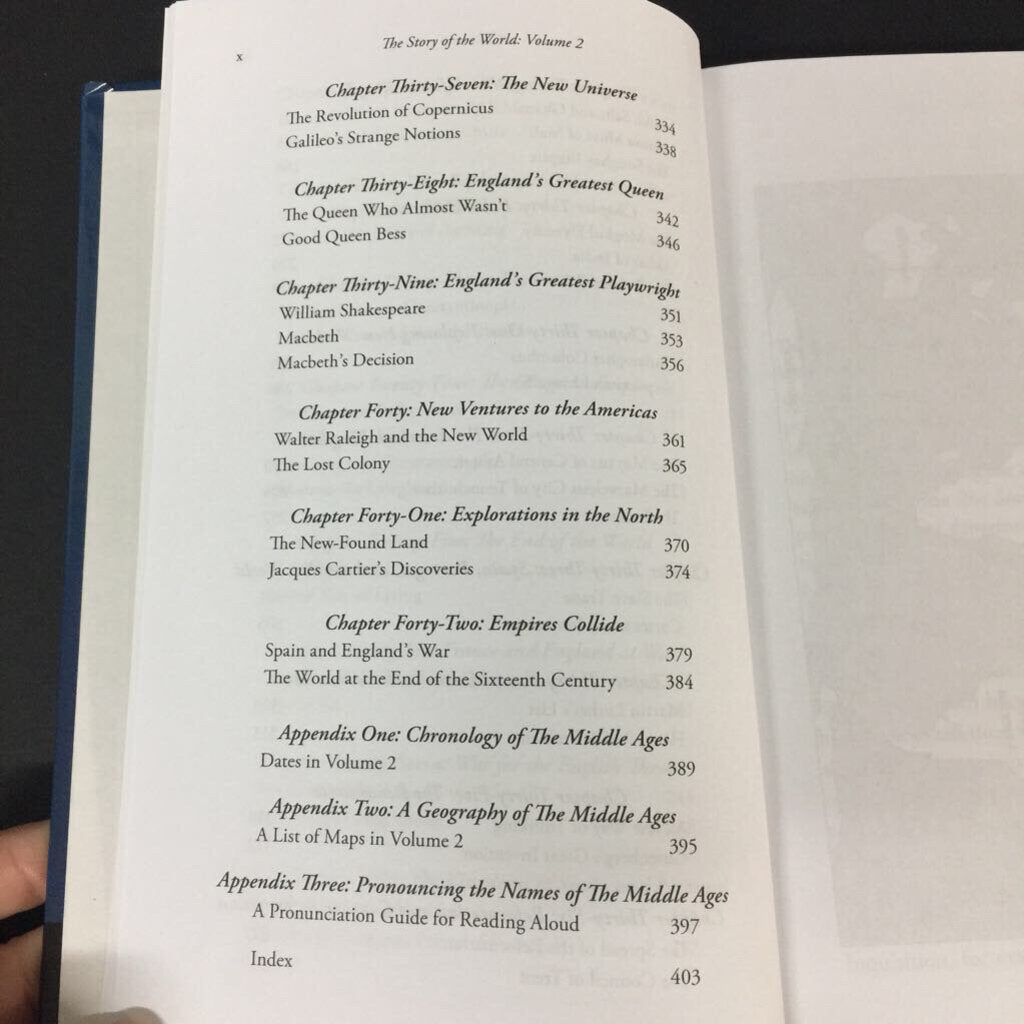 x
The Story of the World: Volume 2
Chapter Thirty-Seven: The New Universe
The Revolution of Copernicus 334
Galileo's Strange Notions 338
Chapter Thirty-Eight: England's Greatest Queen
The Queen Who Almost Wasn't 342
Good Queen Bess 346
Chapter Thirty-Nine: England's Greatest Playwright
William Shakespeare 351
Macbeth 353
Macbeth's Decision 356
Chapter Forty: New Ventures to the Americas
Walter Raleigh and the New World 361
The Lost Colony 365
Chapter Forty-One: Explorations in the North
The New-Found Land 370
Jacques Cartier's Discoveries 374
Chapter Forty-Two: Empires Collide
Spain and England's War 379
The World at the End of the Sixteenth Century 384
Appendix One: Chronology of The Middle Ages
Dates in Volume 2 389
Appendix Two: A Geography of The Middle Ages
A List of Maps in Volume 2 395
Appendix Three: Pronouncing the Names of The Middle Ages
A Pronunciation Guide for Reading Aloud 397
Index 403